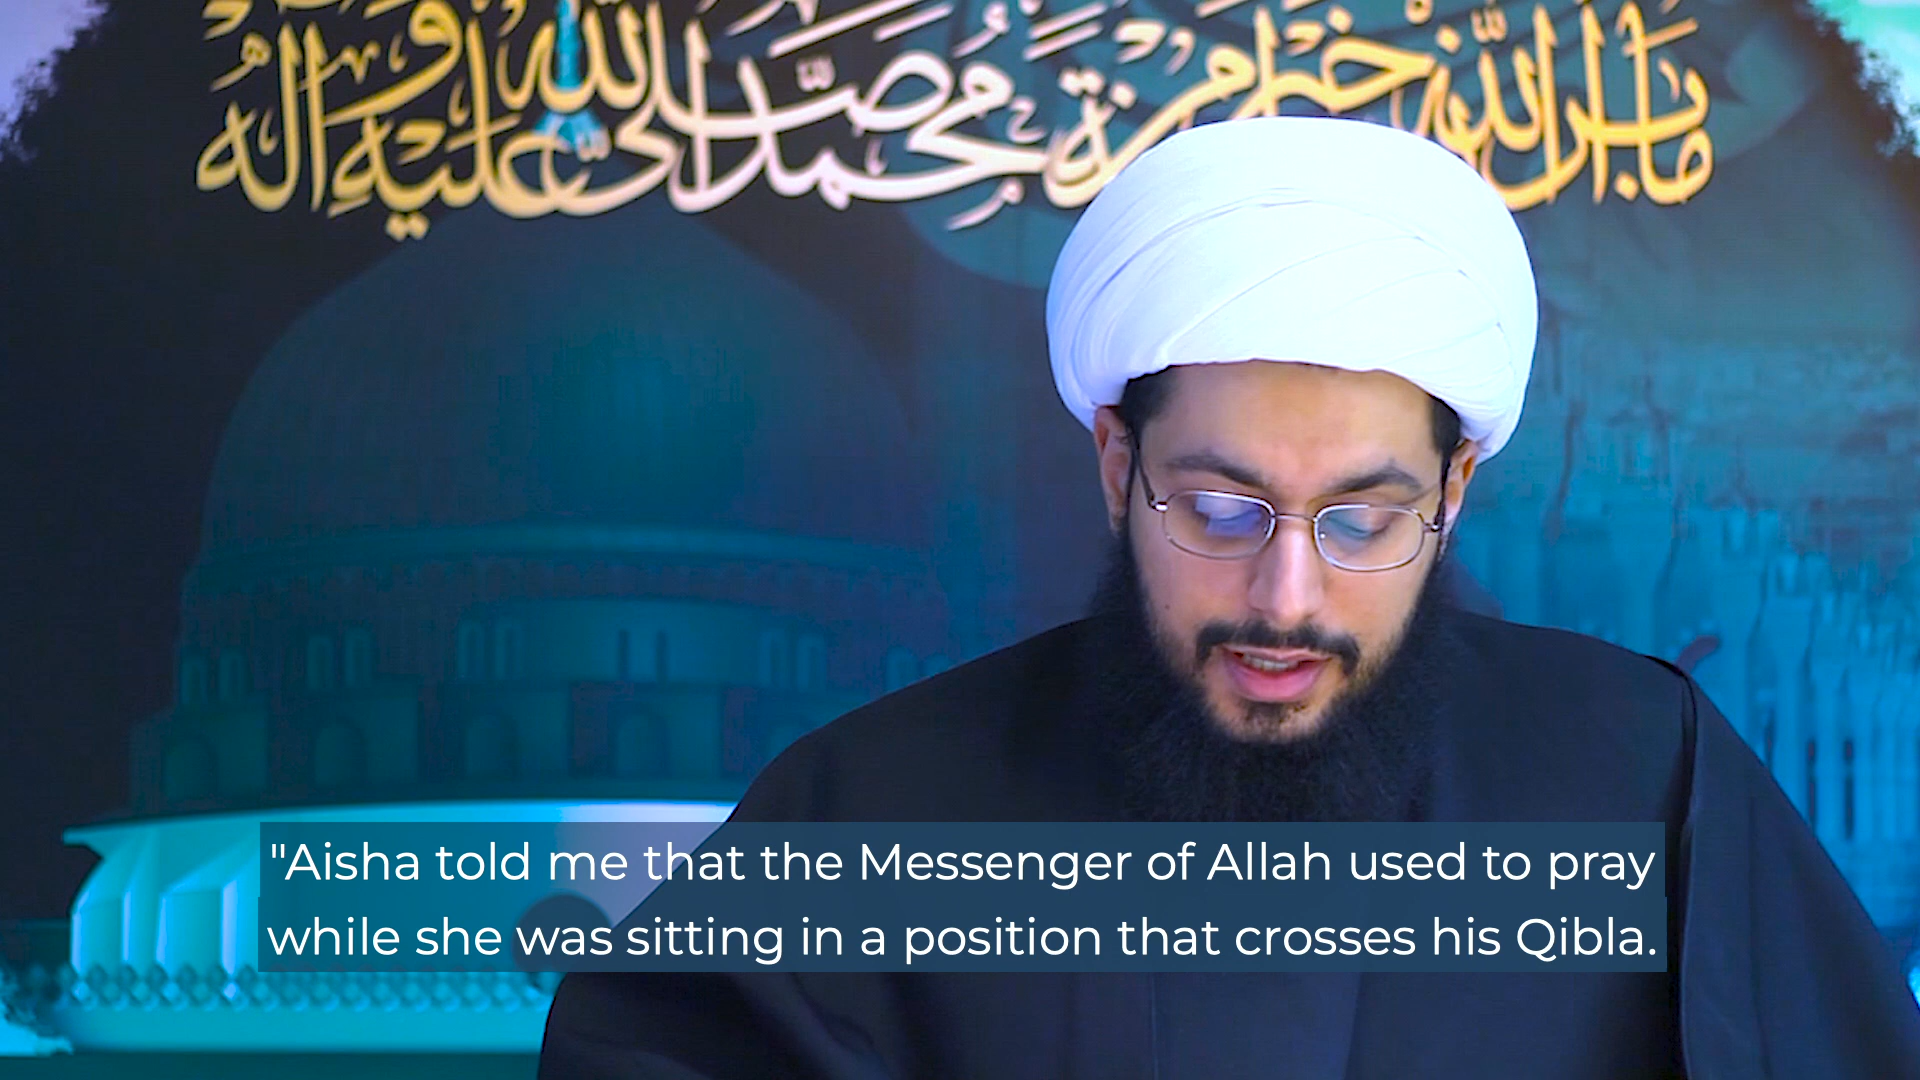 محمد صلى الله عليه و اله
"Aisha told me that the Messenger of Allah used to pray
while she was sitting in a position that crosses his Qibla.